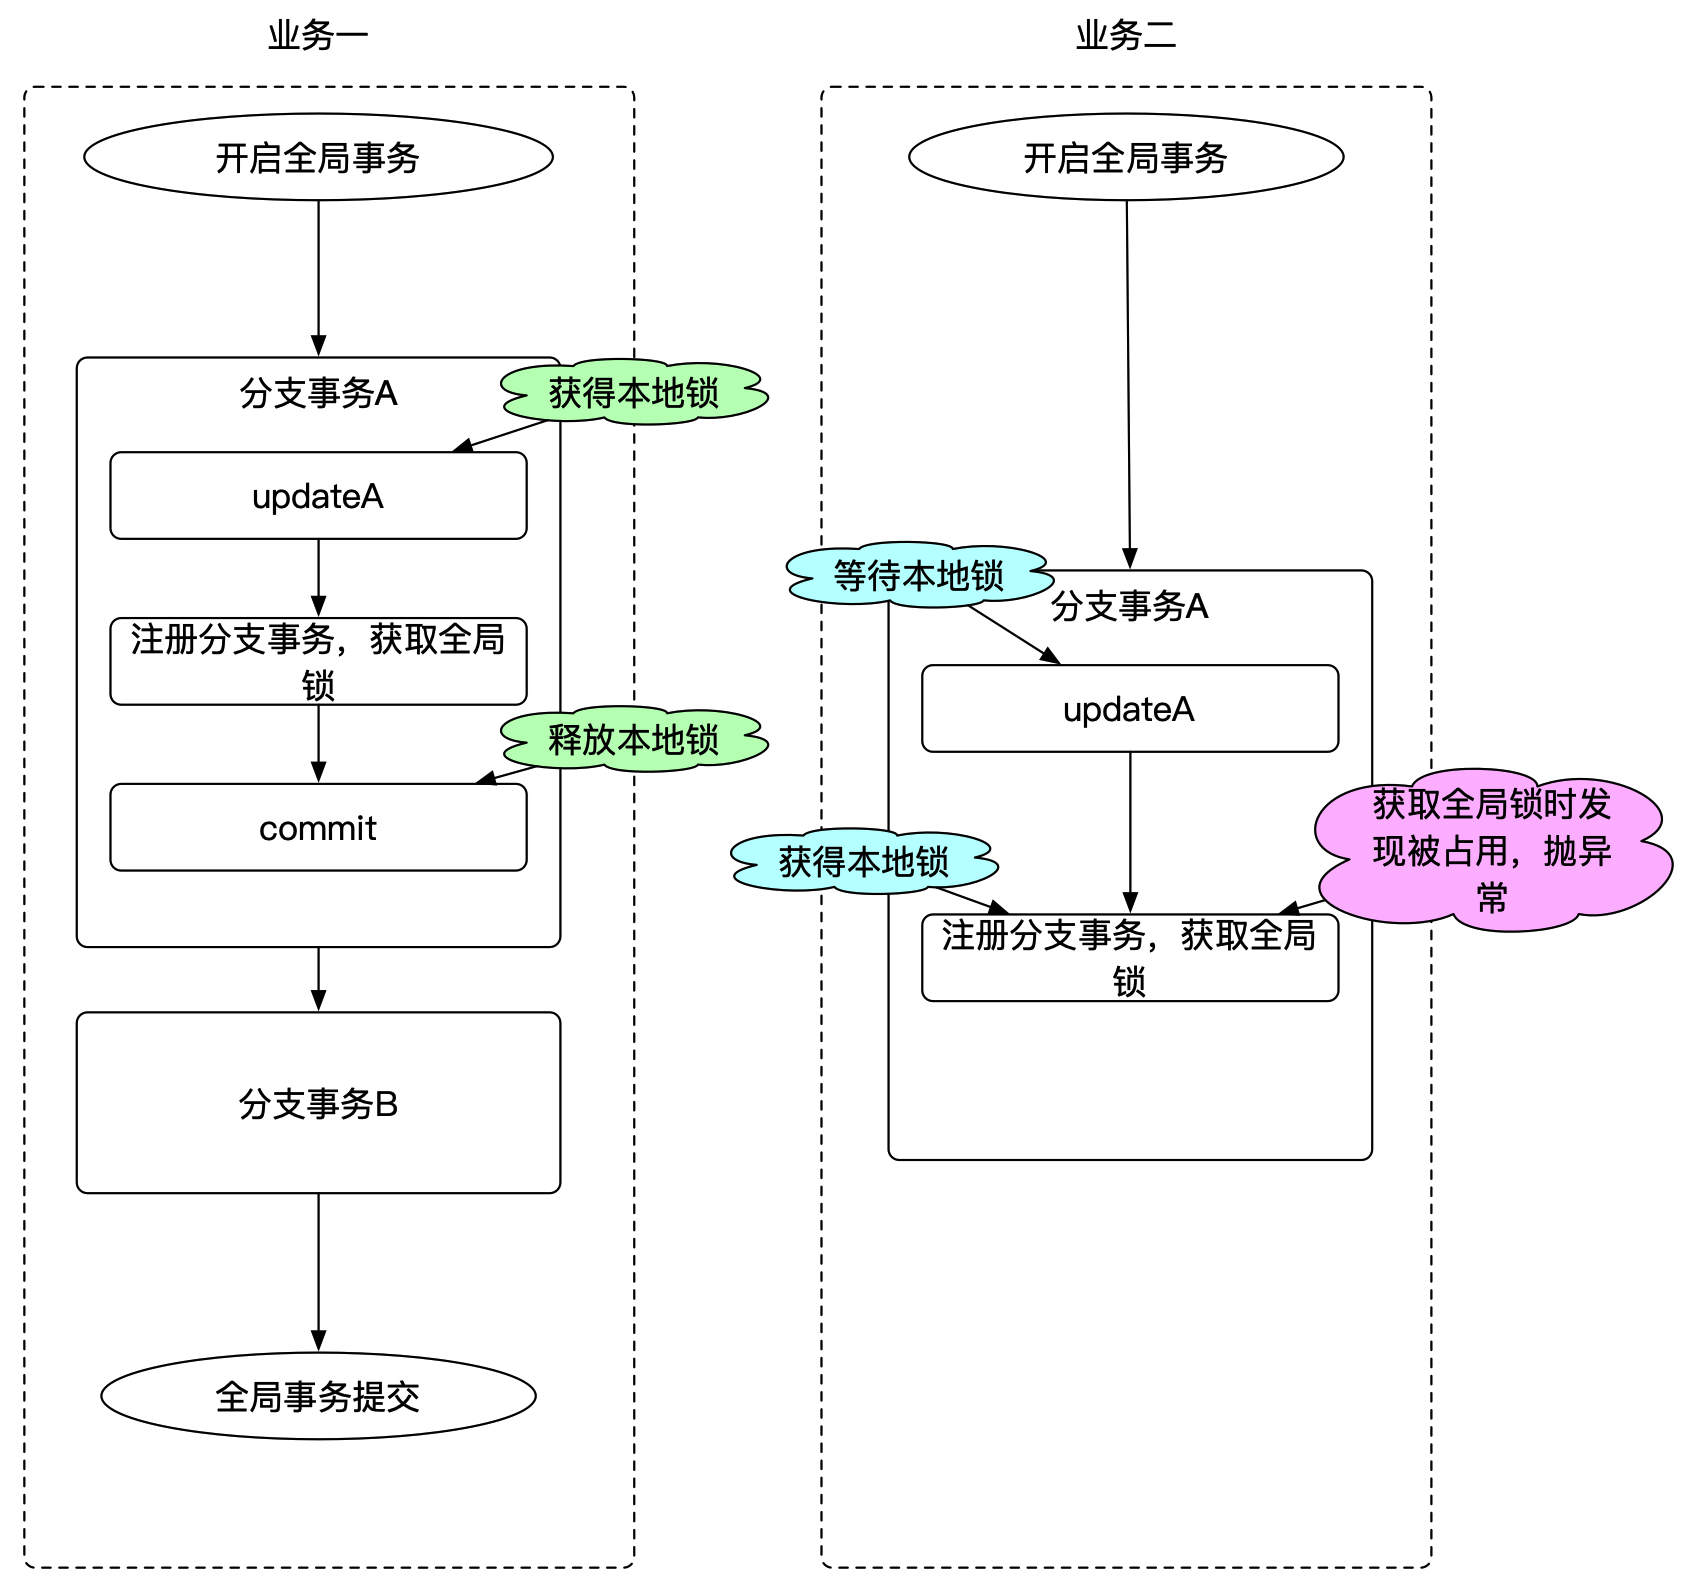 业务一
开启全局事务
分支事务A
获得本地锁
updateA
注册分支事务，获取全局
锁
释放本地锁
commit
分支事务B
全局事务提交
业务二
开启全局事务
等待本地锁
分支事务A
updateA
获得本地锁
获取全局锁时发
现被占用，抛异
常
注册分支事务，获取全局
锁